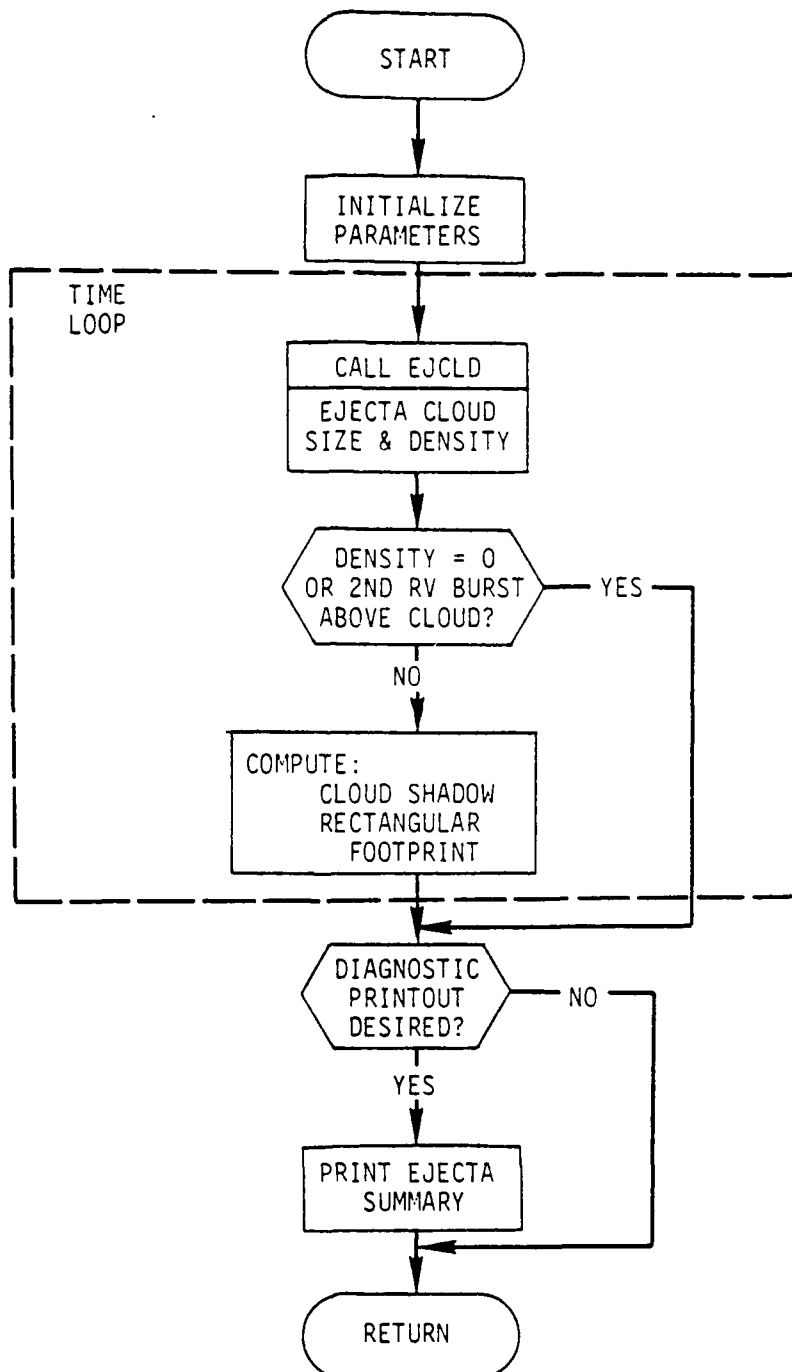 START
INITIALIZE
PARAMETERS
TIME
LOOP
CALL EJCLD
EJECTA CLOUD
SIZE & DENSITY
DENSITY = 0
OR 2ND RV BURST
ABOVE CLOUD?
YES
NO
COMPUTE:
CLOUD SHADOW
RECTANGULAR
FOOTPRINT
DIAGNOSTIC
PRINTOUT
DESIRED?
NO
YES
PRINT EJECTA
SUMMARY
RETURN